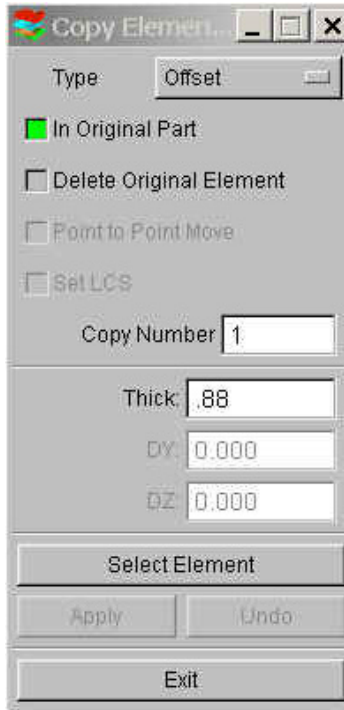 Copy Elemen...
Type Offset
In Original Part
Delete Original Element
Point to Point Move
Set LCS
Copy Number 1
Thick: .88
DY: 0.000
DZ: 0.000
Select Element
Apply Undo
Exit